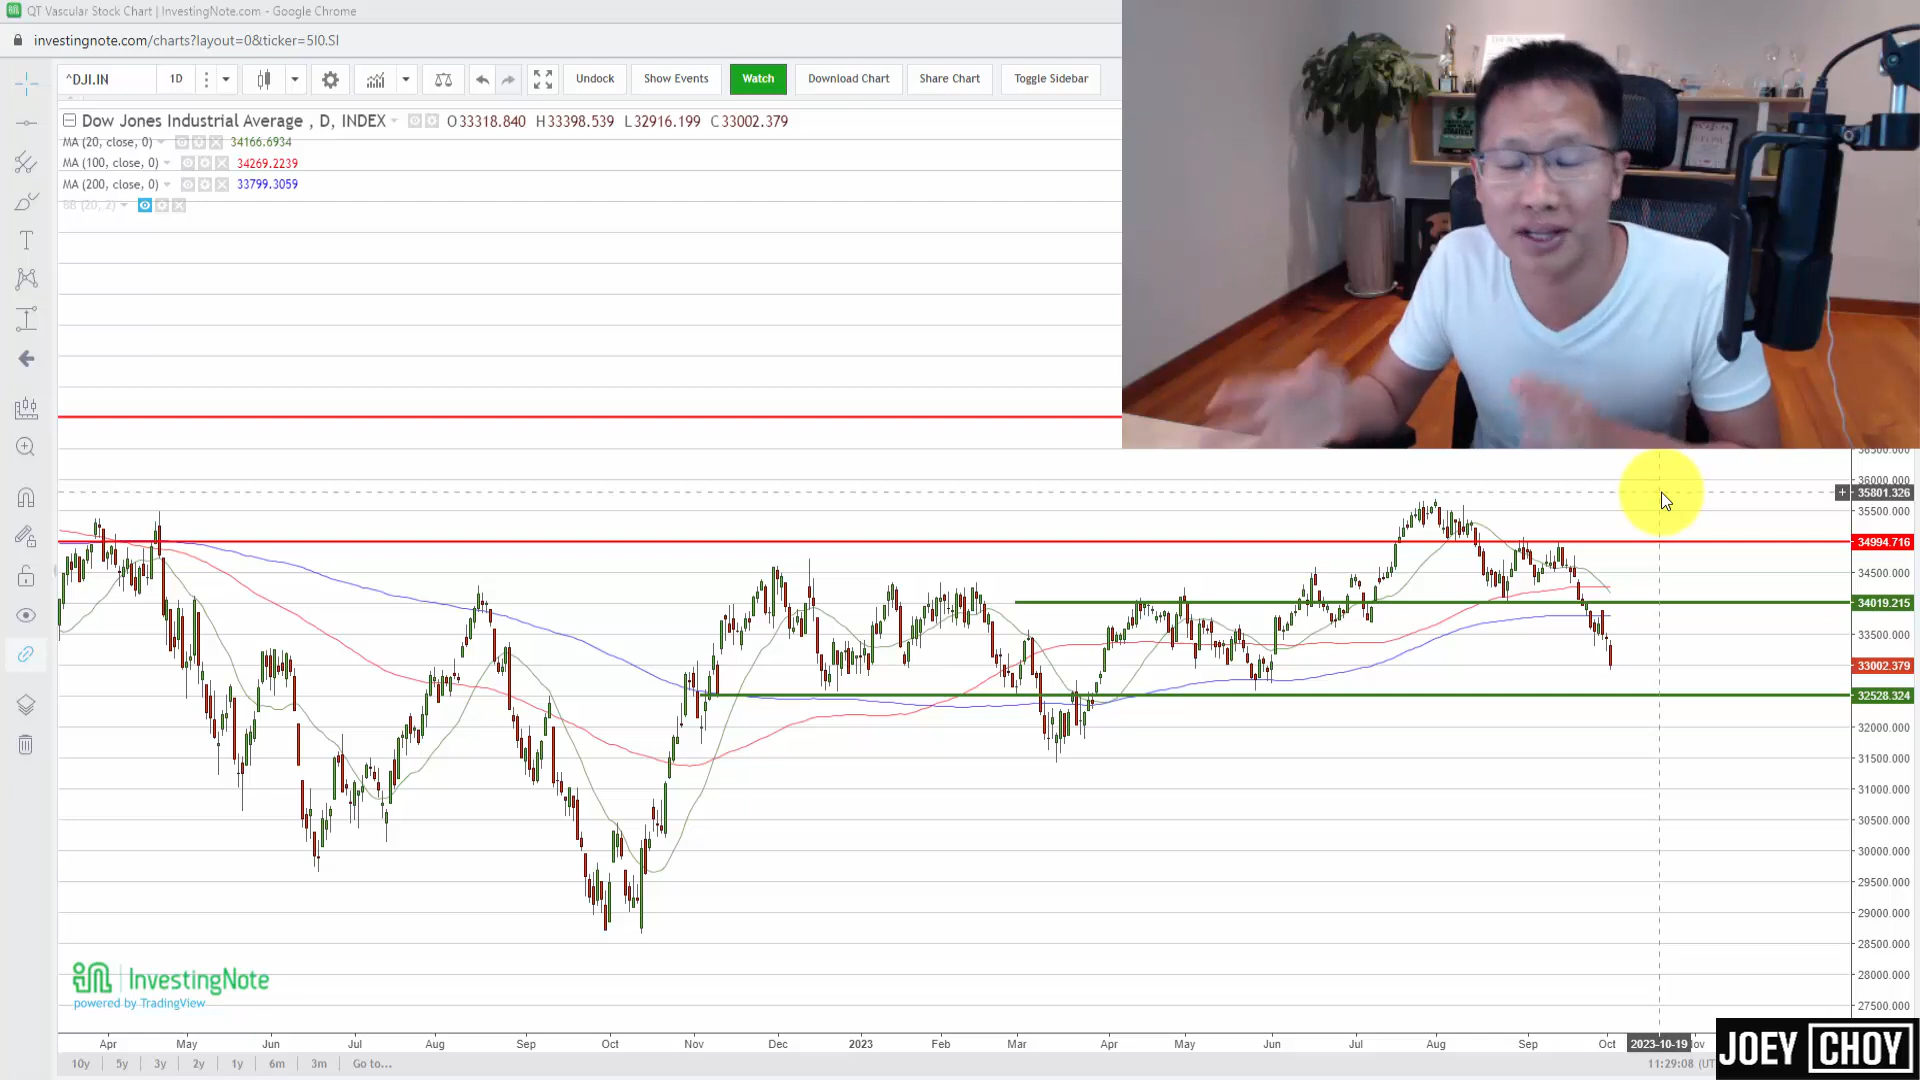 QT Vascular Stock Chart | InvestingNote.com - Google Chrome
investingnote.com/charts?layout=0&ticker=5I0.SI
^DJI.IN 1D Undock Show Events Watch Download Chart Share Chart Toggle Sidebar
Dow Jones Industrial Average , D, INDEX O33318.840 H33398.539 L32916.199 C33002.379
MA (20, close, 0) 34166.6934
MA (100, close, 0) 34269.2239
MA (200, close, 0) 33799.3059
BB (20, 2)
STRATEGY
36500.000
36000.000
35801.326
35500.000
34994.716
34500.000
34019.215
33500.000
33002.379
32528.324
32000.000
31500.000
31000.000
30500.000
30000.000
29500.000
29000.000
28500.000
28000.000
27500.000
InvestingNote
powered by TradingView
Apr May Jun Jul Aug Sep Oct Nov Dec 2023 Feb Mar Apr May Jun Jul Aug Sep Oct 2023-10-19
10y 5y 3y 2y 1y 6m 3m Go to... 11:29:08
JOEY CHOY